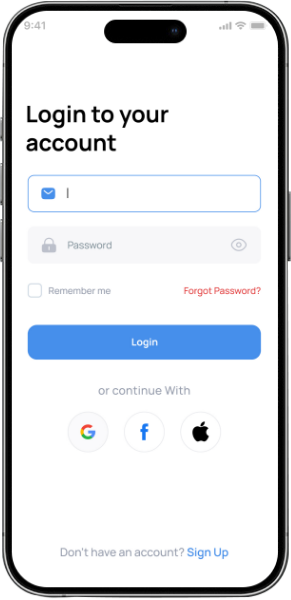 9:41
Login to your
account
Password
Remember me
Forgot Password?
Login
or continue With
Don't have an account? Sign Up